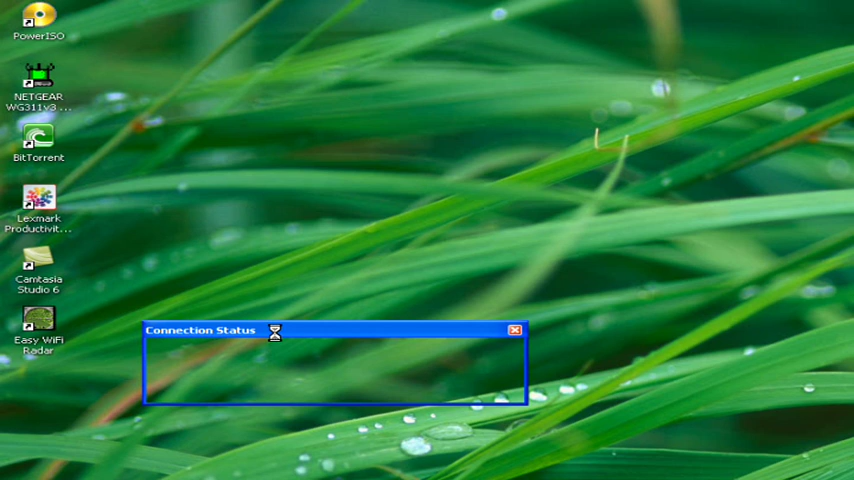 PowerISO
NETGEAR
WG311v3 ...
BitTorrent
Lexmark
Productivit...
Camtasia
Studio 6
Easy WiFi
Radar
Connection Status